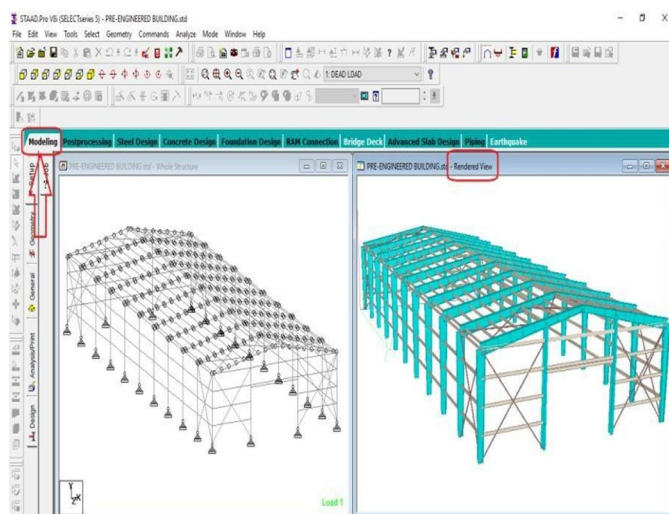 STAAD.Pro V8i (SELECTseries 5) - PRE-ENGINEERED BUILDING.std
File Edit View Tools Select Geometry Commands Analyze Mode Window Help
1: DEAD LOAD
Modeling Postprocessing Steel Design Concrete Design Foundation Design RAM Connection Bridge Deck Advanced Slab Design Piping Earthquake
PRE-ENGINEERED BUILDING.std - Whole Structure
PRE-ENGINEERED BUILDING.std - Rendered View
Setup
Job
Geometry
General
Analysis/Print
Design
Y
X
Z
Load 1